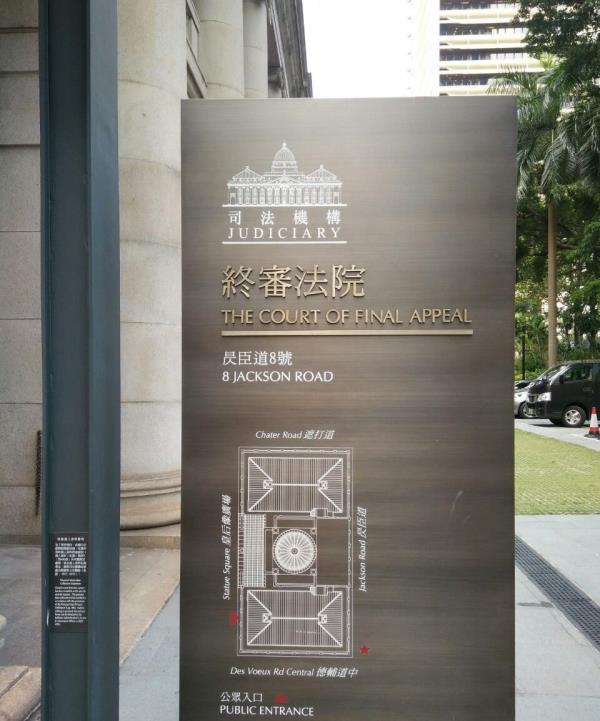 司法機構
JUDICIARY
終審法院
THE COURT OF FINAL APPEAL
昃臣道8號
8 JACKSON ROAD
Chater Road 遮打道
Statue Square 皇后像廣場
Jackson Road 昃臣道
Des Voeux Rd Central 德輔道中
公眾入口
PUBLIC ENTRANCE